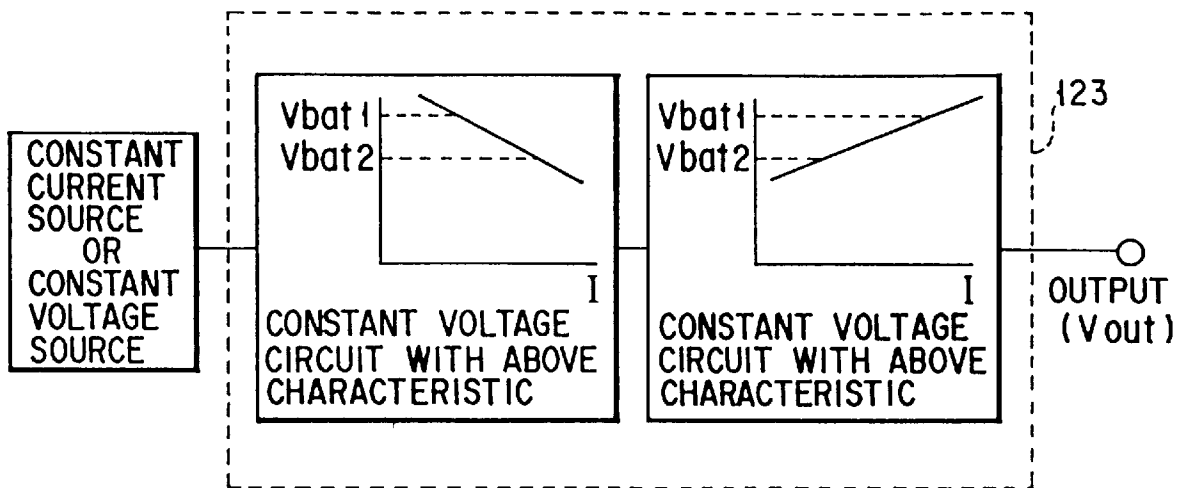 CONSTANT
CURRENT
SOURCE
OR
CONSTANT
VOLTAGE
SOURCE
Vbat1
Vbat2
I
CONSTANT VOLTAGE
CIRCUIT WITH ABOVE
CHARACTERISTIC
Vbat1
Vbat2
I
CONSTANT VOLTAGE
CIRCUIT WITH ABOVE
CHARACTERISTIC
123
OUTPUT
(Vout)